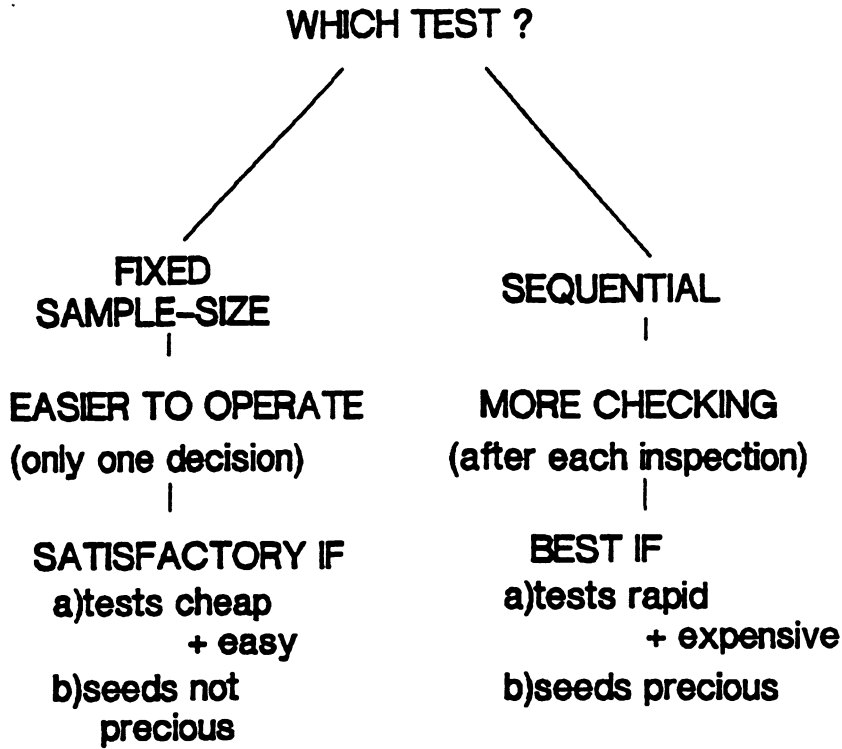 WHICH TEST ?
FIXED
SAMPLE-SIZE
EASIER TO OPERATE
(only one decision)
SATISFACTORY IF
a)tests cheap
+ easy
b)seeds not
precious
SEQUENTIAL
MORE CHECKING
(after each inspection)
BEST IF
a)tests rapid
+ expensive
b)seeds precious